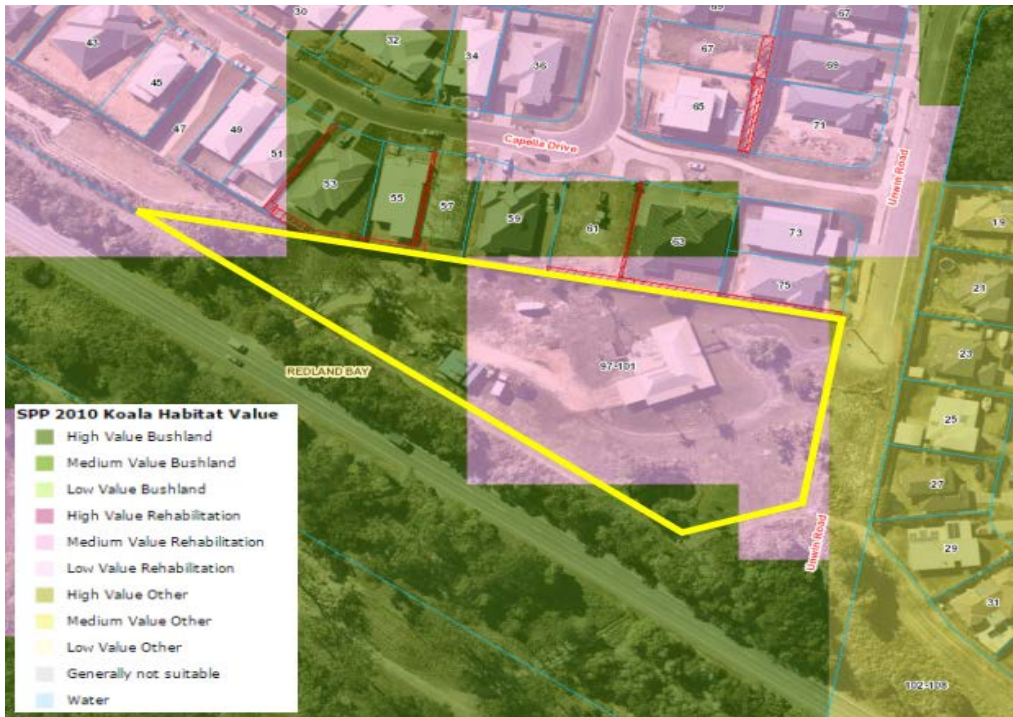 30
69
67
43
32
34
36
67
69
45
65
71
47
49
51
Capella Drive
Unwin Road
53
55
57
59
61
63
73
19
75
21
97-101
23
REDLAND BAY
SPP 2010 Koala Habitat Value
High Value Bushland
Medium Value Bushland
Low Value Bushland
High Value Rehabilitation
Medium Value Rehabilitation
Low Value Rehabilitation
High Value Other
Medium Value Other
Low Value Other
Generally not suitable
Water
25
27
Unwin Road
29
31
102-108